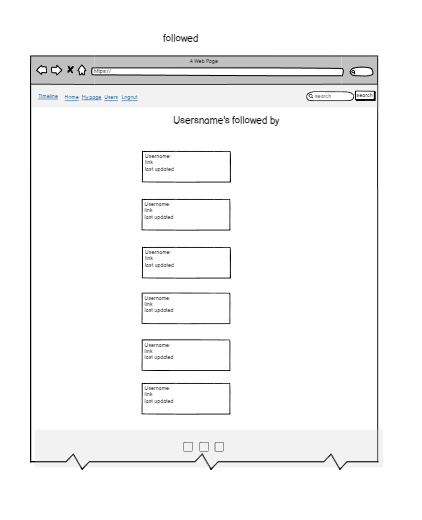 followed
A Web Page
https://
Timeline Home My page Users Logout
search search
Username's followed by
Username:
link
last updated
Username:
link
last updated
Username:
link
last updated
Username:
link
last updated
Username:
link
last updated
Username:
link
last updated